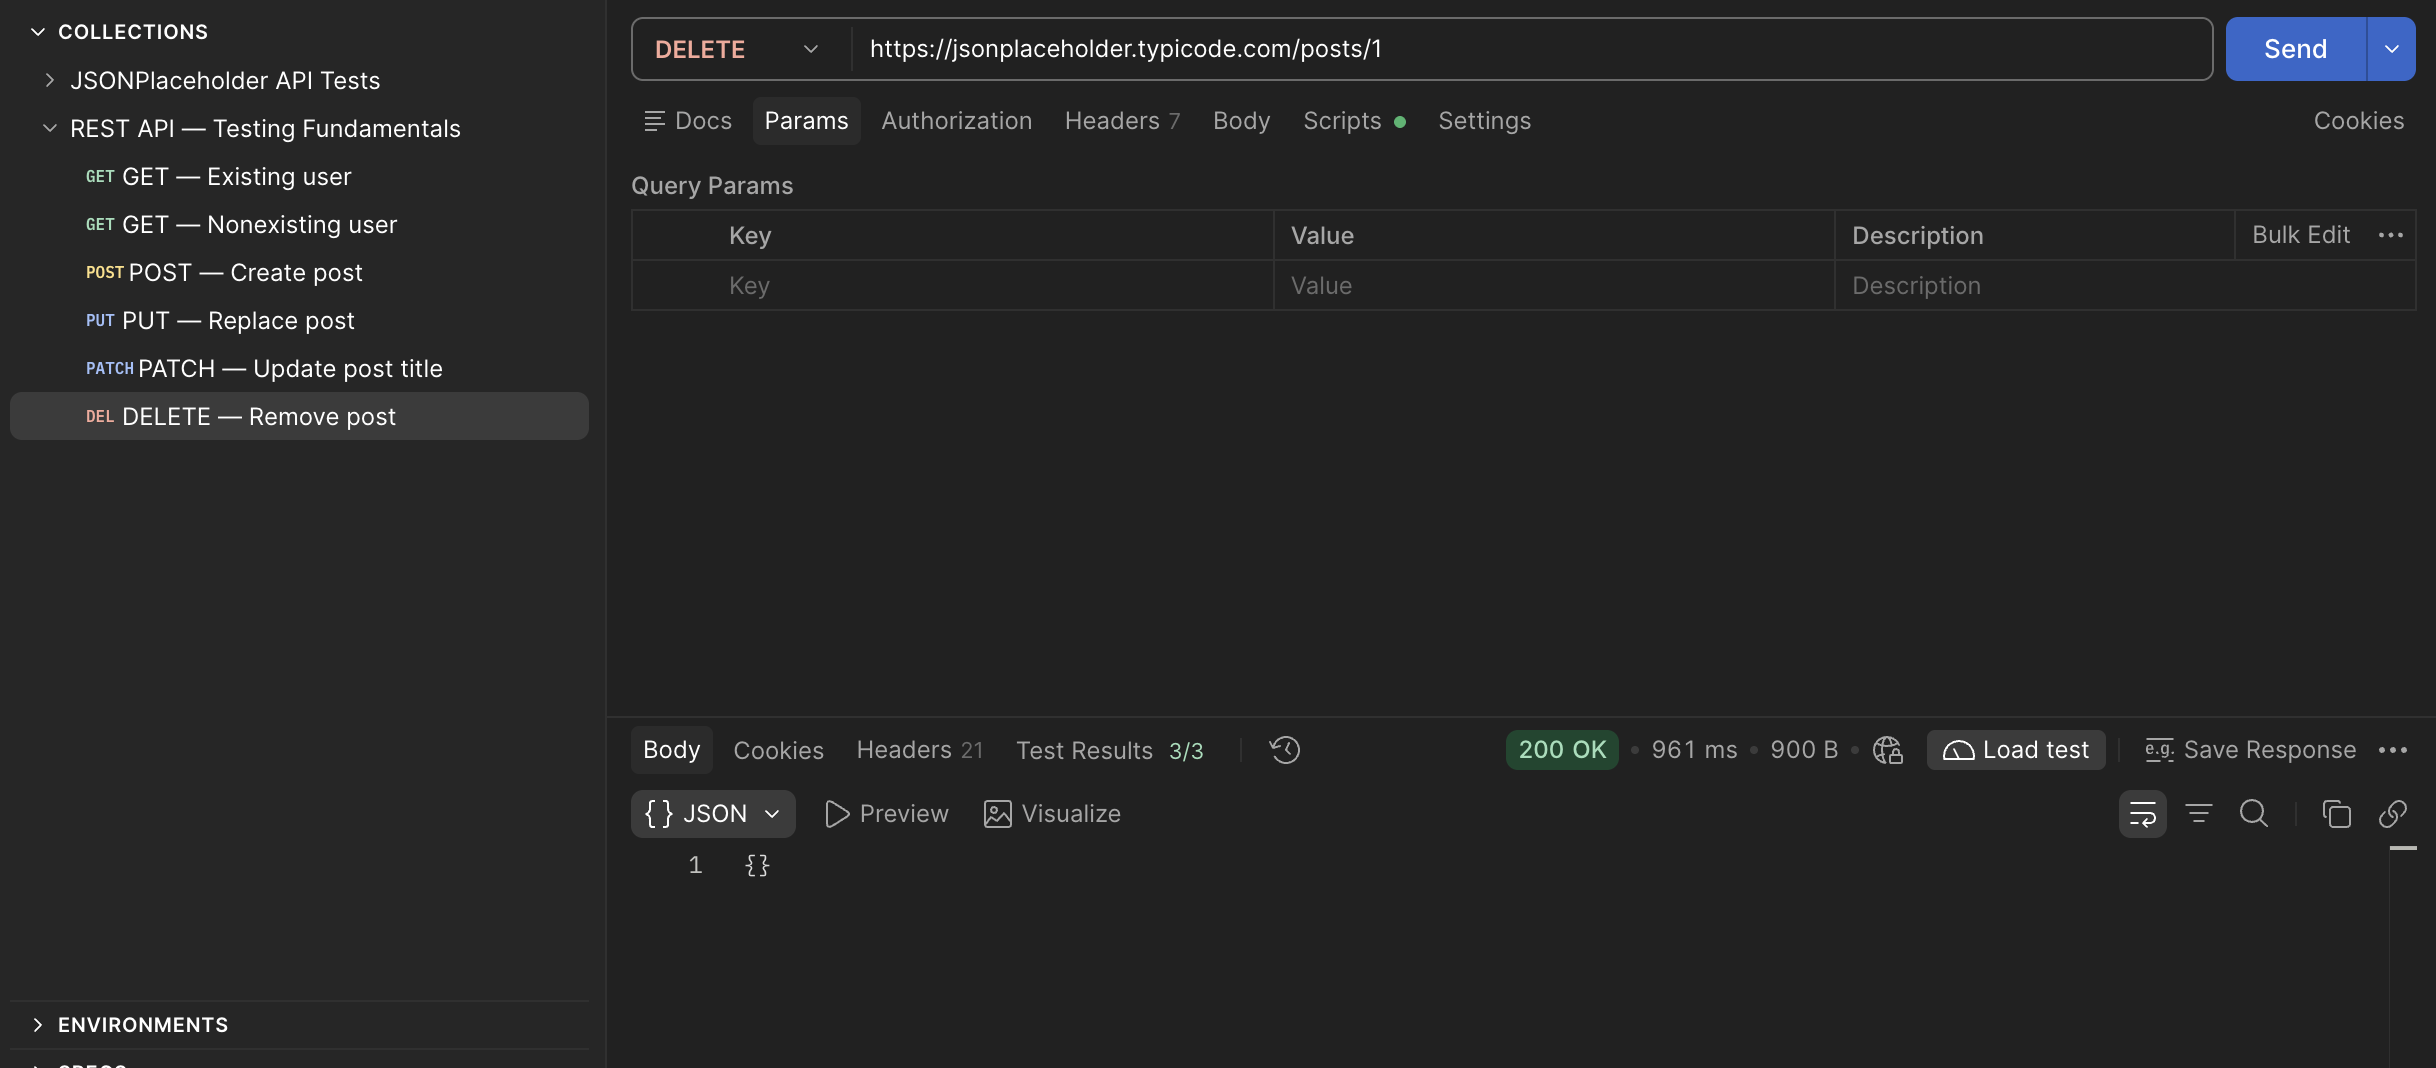 COLLECTIONS
JSONPlaceholder API Tests
REST API — Testing Fundamentals
GET GET — Existing user
GET GET — Nonexisting user
POST POST — Create post
PUT PUT — Replace post
PATCH PATCH — Update post title
DEL DELETE — Remove post
ENVIRONMENTS
DELETE https://jsonplaceholder.typicode.com/posts/1 Send
Docs Params Authorization Headers 7 Body Scripts Settings Cookies
Query Params
Key Value Description Bulk Edit
Key Value Description
Body Cookies Headers 21 Test Results 3/3 200 OK 961 ms 900 B Load test e.g. Save Response
{} JSON Preview Visualize
1 {}